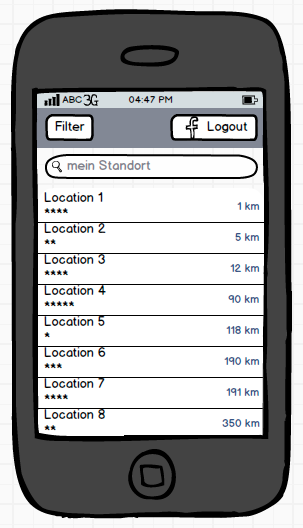 ABC 3G 04:47 PM
Filter f Logout
mein Standort
Location 1
**** 1 km
Location 2
** 5 km
Location 3
**** 12 km
Location 4
***** 90 km
Location 5
* 118 km
Location 6
*** 190 km
Location 7
**** 191 km
Location 8
** 350 km